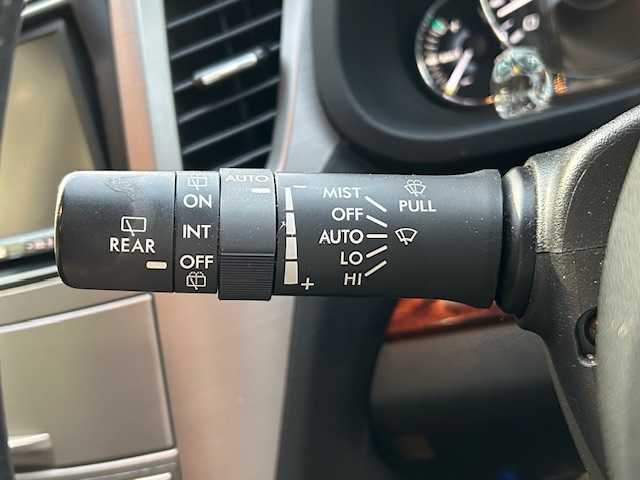 REAR
ON
INT
OFF
AUTO
− +
MIST
OFF
AUTO
LO
HI
PULL